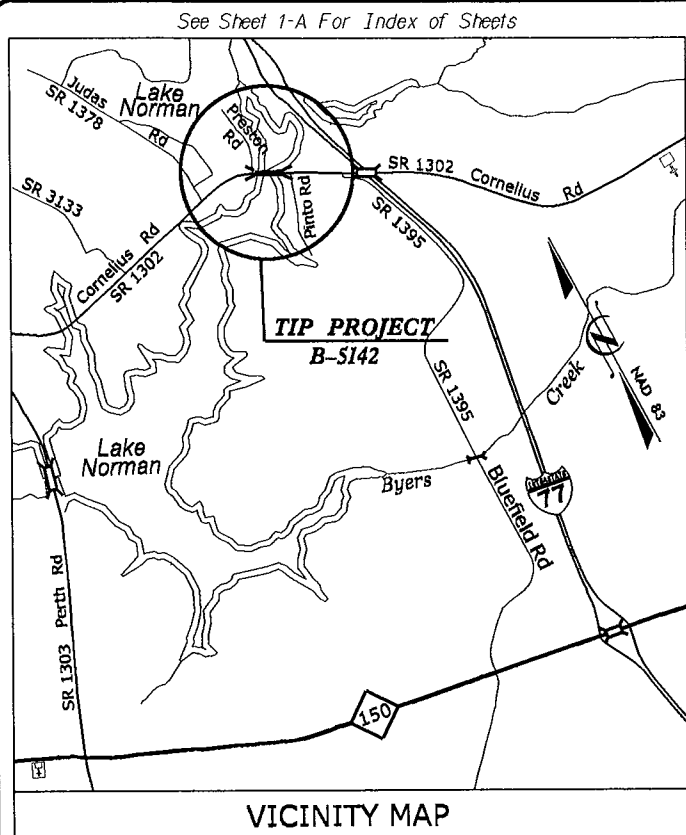 See Sheet 1-A For Index of Sheets
Lake
Norman
Judas
Rd
SR 1378
Preston
Rd
SR 3133
SR 1302
Cornelius
Rd
Pinto Rd
SR 1395
Cornelius Rd
SR 1302
TIP PROJECT
B-5142
SR 1395
Creek
N
NAD 83
Lake
Norman
Byers
Bluefield Rd
INTERSTATE
77
SR 1303 Perth Rd
150
VICINITY MAP